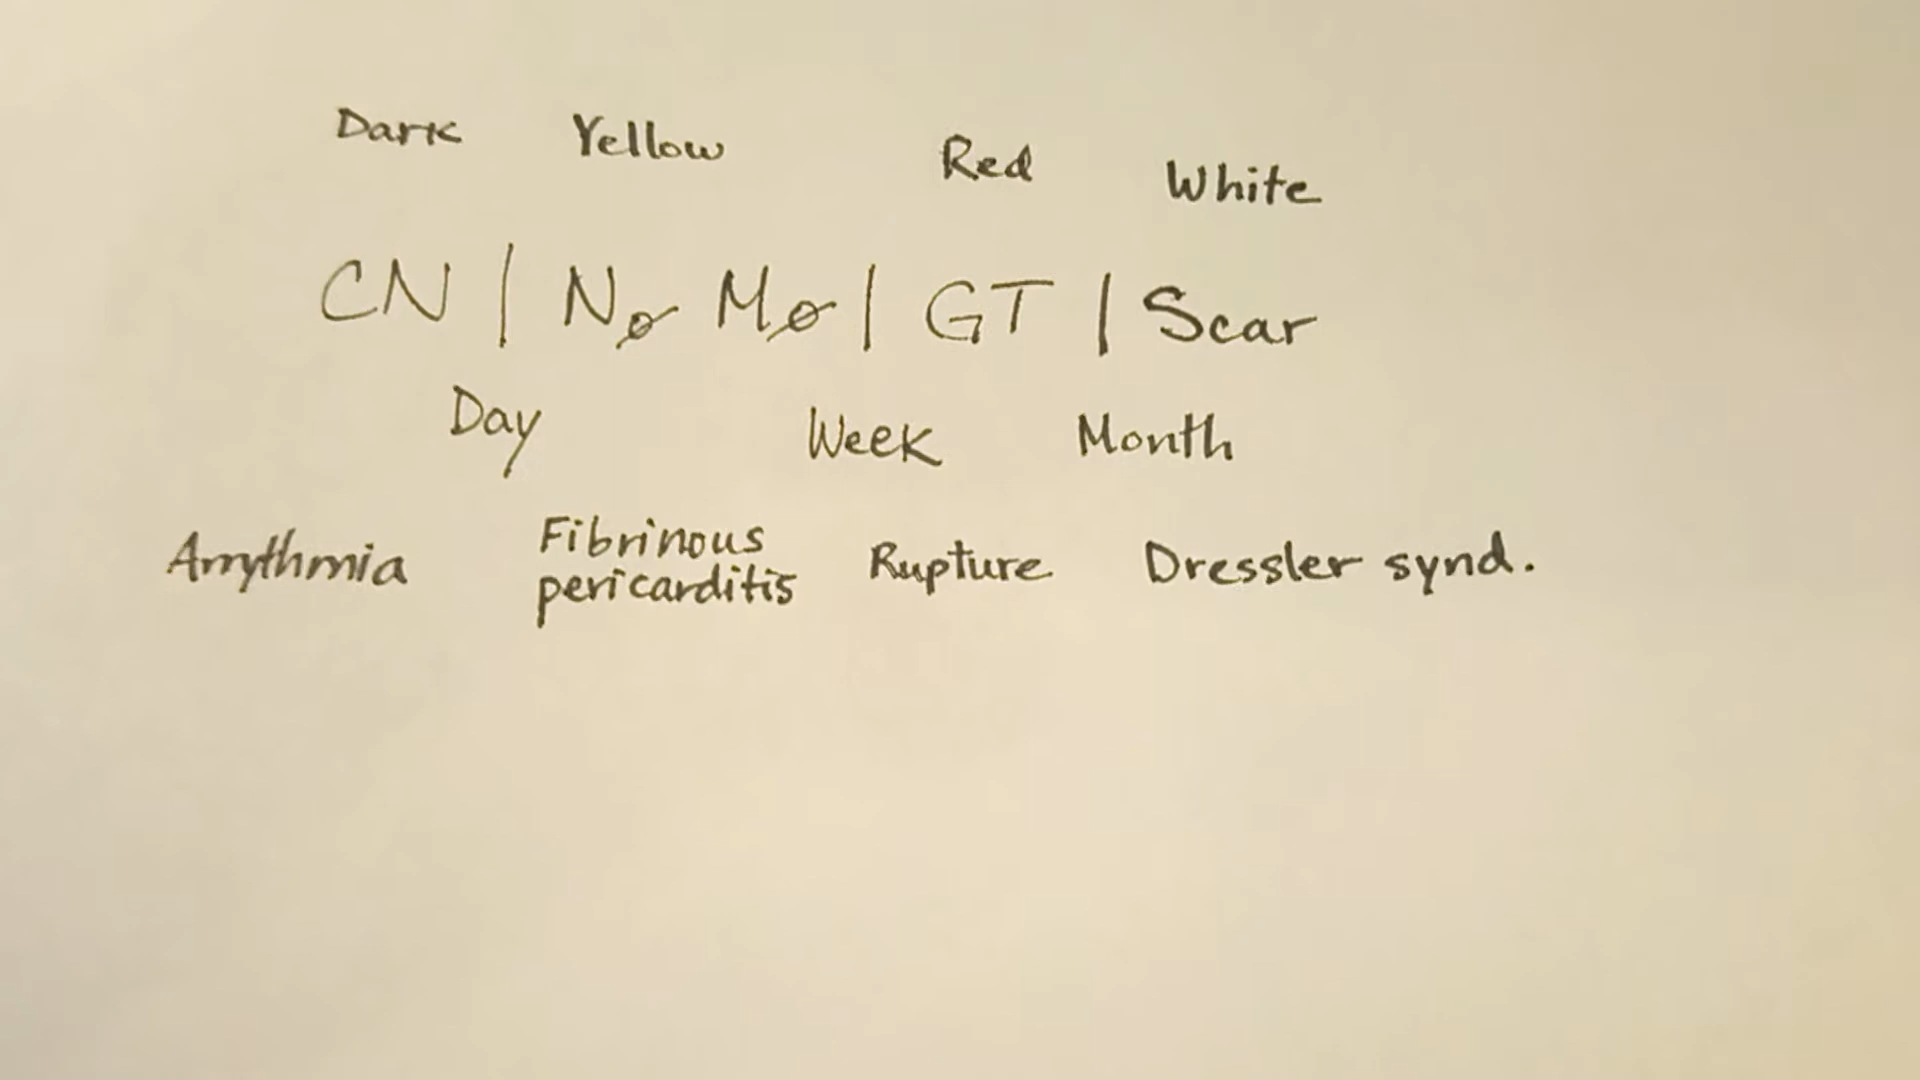 Dark Yellow Red White
CN | Nø Mø | GT | Scar
Day Week Month
Arrythmia Fibrinous pericarditis Rupture Dressler synd.